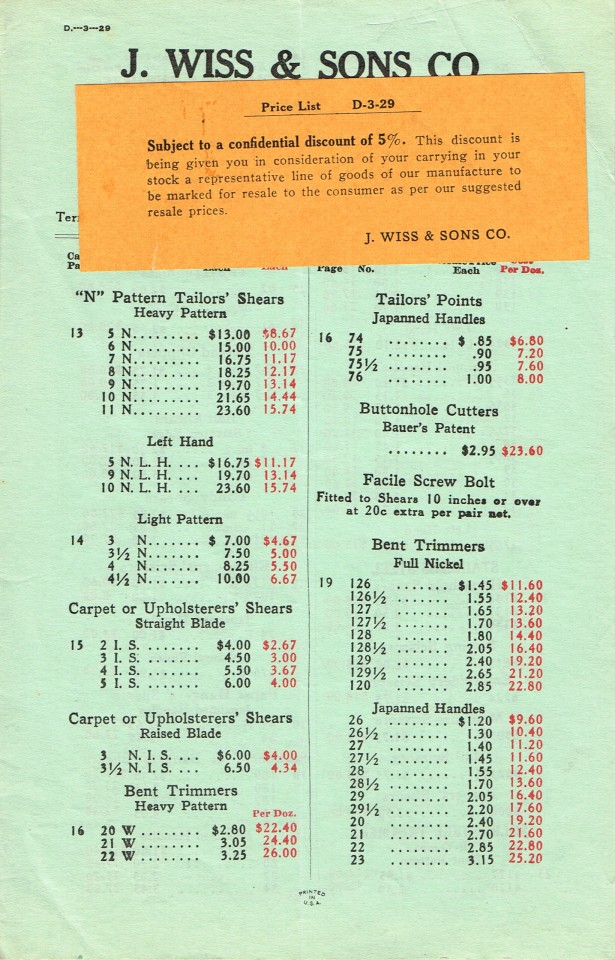 D.---3---29
J. WISS & SONS CO
Price List D-3-29
Subject to a confidential discount of 5%. This discount is
being given you in consideration of your carrying in your
stock a representative line of goods of our manufacture to
be marked for resale to the consumer as per our suggested
resale prices.
J. WISS & SONS CO.
Each
"N" Pattern Tailors' Shears
Heavy Pattern
13 5 N. ........ $13.00 $8.67
6 N. ........ 15.00 10.00
7 N. ........ 16.75 11.17
8 N. ........ 18.25 12.17
9 N. ........ 19.70 13.14
10 N. ........ 21.65 14.44
11 N. ........ 23.60 15.74
Left Hand
5 N. L. H. ... $16.75 $11.17
9 N. L. H. ... 19.70 13.14
10 N. L. H. ... 23.60 15.74
Light Pattern
14 3 N. ...... $ 7.00 $4.67
3½ N. ...... 7.50 5.00
4 N. ...... 8.25 5.50
4½ N. ...... 10.00 6.67
Carpet or Upholsterers' Shears
Straight Blade
15 2 I. S. ....... $4.00 $2.67
3 I. S. ....... 4.50 3.00
4 I. S. ....... 5.50 3.67
5 I. S. ....... 6.00 4.00
Carpet or Upholsterers' Shears
Raised Blade
3 N. I. S. ... $6.00 $4.00
3½ N. I. S. ... 6.50 4.34
Bent Trimmers
Heavy Pattern
Per Doz.
16 20 W ........ $2.80 $22.40
21 W ........ 3.05 24.40
22 W ........ 3.25 26.00
Page No. Each Per Doz.
Tailors' Points
Japanned Handles
16 74 ........ $ .85 $6.80
75 ........ .90 7.20
75½ ........ .95 7.60
76 ........ 1.00 8.00
Buttonhole Cutters
Bauer's Patent
........ $2.95 $23.60
Facile Screw Bolt
Fitted to Shears 10 inches or over
at 20c extra per pair net.
Bent Trimmers
Full Nickel
19 126 ....... $1.45 $11.60
126½ ....... 1.55 12.40
127 ....... 1.65 13.20
127½ ....... 1.70 13.60
128 ....... 1.80 14.40
128½ ....... 2.05 16.40
129 ....... 2.40 19.20
129½ ....... 2.65 21.20
120 ....... 2.85 22.80
Japanned Handles
26 ........ $1.20 $9.60
26½ ........ 1.30 10.40
27 ........ 1.40 11.20
27½ ........ 1.45 11.60
28 ........ 1.55 12.40
28½ ........ 1.70 13.60
29 ........ 2.05 16.40
29½ ........ 2.20 17.60
20 ........ 2.40 19.20
21 ........ 2.70 21.60
22 ........ 2.85 22.80
23 ........ 3.15 25.20
PRINTED
IN
U.S.A.